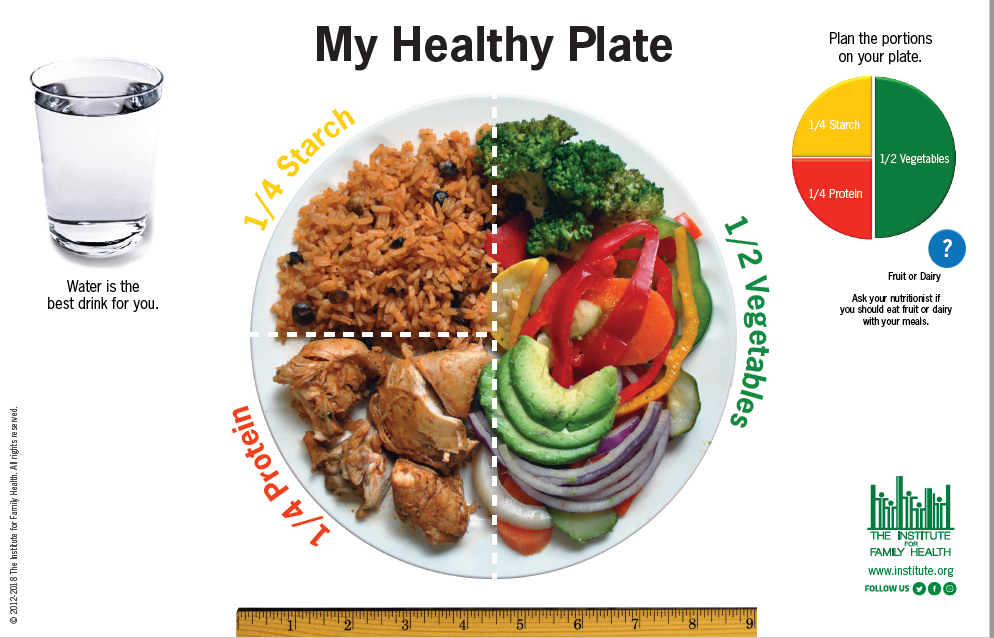 My Healthy Plate
Plan the portions
on your plate.
1/4 Starch
1/2 Vegetables
1/4 Protein
?
Fruit or Dairy
Ask your nutritionist if
you should eat fruit or dairy
with your meals.
Water is the
best drink for you.
1/4 Starch
1/2 Vegetables
1/4 Protein
© 2012-2018 The Institute for Family Health. All rights reserved.
THE INSTITUTE
FOR
FAMILY HEALTH
www.institute.org
FOLLOW US
1 2 3 4 5 6 7 8 9